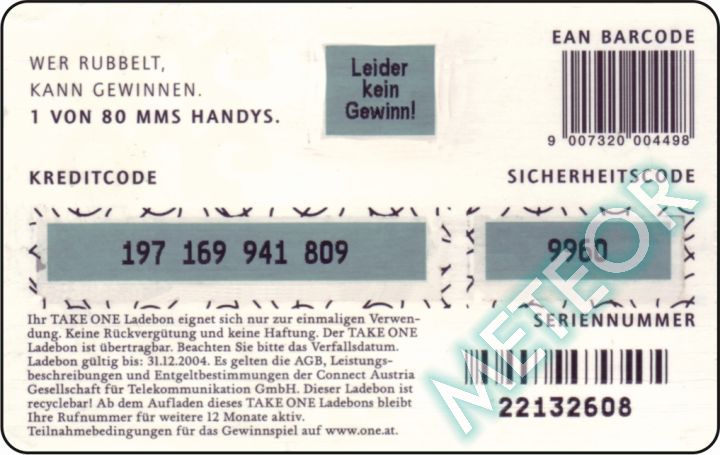 WER RUBBELT,
KANN GEWINNEN.
1 VON 80 MMS HANDYS.
Leider
kein
Gewinn!
EAN BARCODE
9 007320 004498
KREDITCODE
SICHERHEITSCODE
197 169 941 809
9960
Ihr TAKE ONE Ladebon eignet sich nur zur einmaligen Verwen-
dung. Keine Rückvergütung und keine Haftung. Der TAKE ONE
Ladebon ist übertragbar. Beachten Sie bitte das Verfallsdatum.
Ladebon gültig bis: 31.12.2004. Es gelten die AGB, Leistungs-
beschreibungen und Entgeltbestimmungen der Connect Austria
Gesellschaft für Telekommunikation GmbH. Dieser Ladebon ist
recyclebar! Ab dem Aufladen dieses TAKE ONE Ladebons bleibt
Ihre Rufnummer für weitere 12 Monate aktiv.
Teilnahmebedingungen für das Gewinnspiel auf www.one.at.
SERIENNUMMER
22132608
METEOR